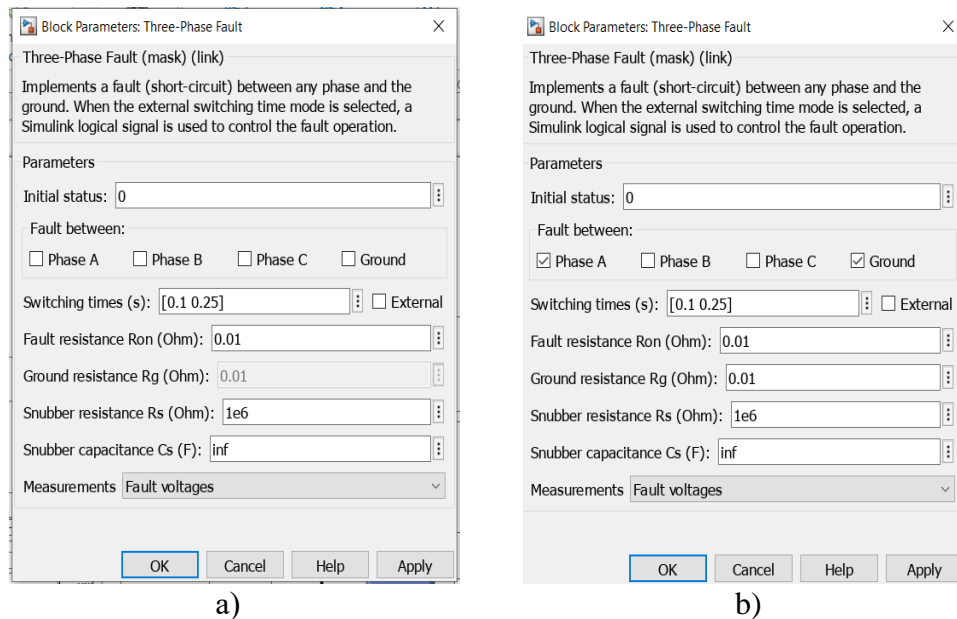 Block Parameters: Three-Phase Fault
Three-Phase Fault (mask) (link)
Implements a fault (short-circuit) between any phase and the
ground. When the external switching time mode is selected, a
Simulink logical signal is used to control the fault operation.
Parameters
Initial status: 0
Fault between:
Phase A Phase B Phase C Ground
Switching times (s): [0.1 0.25] External
Fault resistance Ron (Ohm): 0.01
Ground resistance Rg (Ohm): 0.01
Snubber resistance Rs (Ohm): 1e6
Snubber capacitance Cs (F): inf
Measurements Fault voltages
OK Cancel Help Apply
a)
Block Parameters: Three-Phase Fault
Three-Phase Fault (mask) (link)
Implements a fault (short-circuit) between any phase and the
ground. When the external switching time mode is selected, a
Simulink logical signal is used to control the fault operation.
Parameters
Initial status: 0
Fault between:
Phase A Phase B Phase C Ground
Switching times (s): [0.1 0.25] External
Fault resistance Ron (Ohm): 0.01
Ground resistance Rg (Ohm): 0.01
Snubber resistance Rs (Ohm): 1e6
Snubber capacitance Cs (F): inf
Measurements Fault voltages
OK Cancel Help Apply
b)